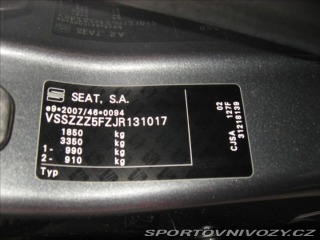 SEAT, S.A.
e9*2007/46*0094
VSSZZZ5FZJR131017
1850 kg
3350 kg
1- 990 kg
2- 910 kg
Typ
02
CJSA 127F
31218139
SPORTOVNIVOZY.CZ